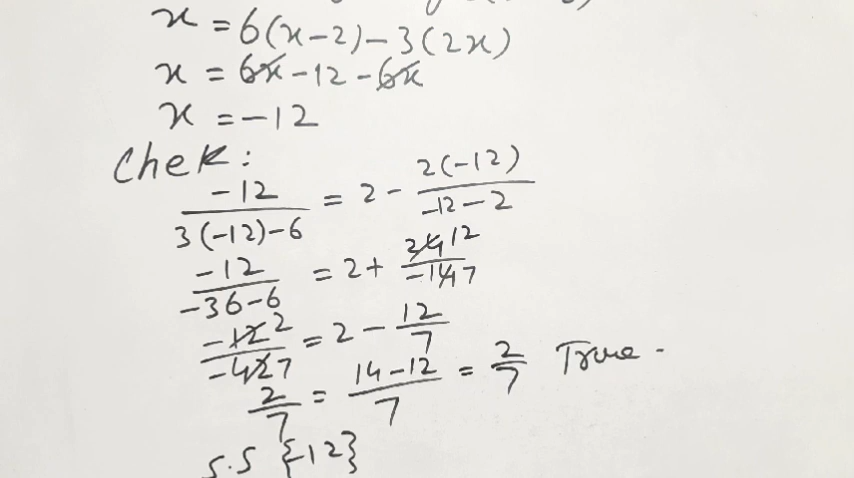 x = 6(x-2) - 3(2x)
x = 6x - 12 - 6x
x = -12
Chek:
-12/(3(-12)-6) = 2 - 2(-12)/(-12-2)
-12/(-36-6) = 2 + 24 12/(-14 7)
-12 2/(-42 7) = 2 - 12/7
2/7 = (14-12)/7 = 2/7 True.
S.S {-12}